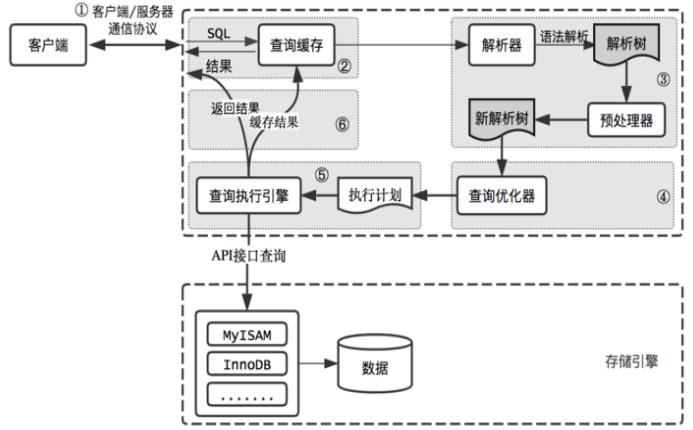 ① 客户端/服务器
通信协议
客户端
SQL
结果
查询缓存
②
解析器
语法解析
解析树
③
预处理器
新解析树
返回结果
缓存结果
⑥
查询执行引擎
⑤
执行计划
查询优化器
④
API接口查询
MyISAM
InnoDB
.......
数据
存储引擎